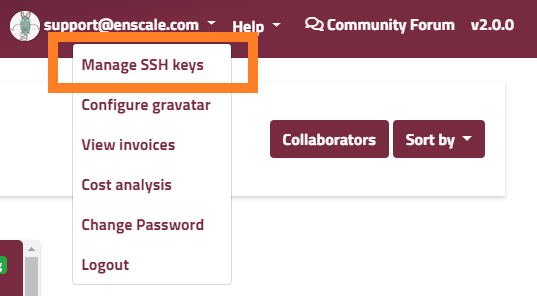 support@enscale.com Help Community Forum v2.0.0
Manage SSH keys
Configure gravatar
View invoices
Cost analysis
Change Password
Logout
Collaborators Sort by